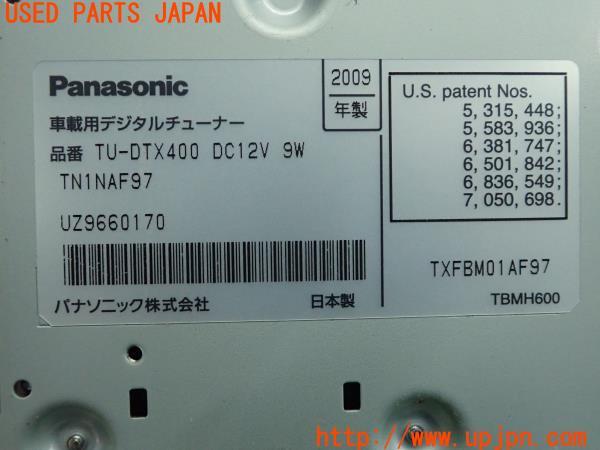 USED PARTS JAPAN
Panasonic
2009
年製
車載用デジタルチューナー
品番 TU-DTX400 DC12V 9W
TN1NAF97
UZ9660170
パナソニック株式会社 日本製
U.S. patent Nos.
5, 315, 448;
5, 583, 936;
6, 381, 747;
6, 501, 842;
6, 836, 549;
7, 050, 698.
TXFBM01AF97
TBMH600
http://www.upjpn.com